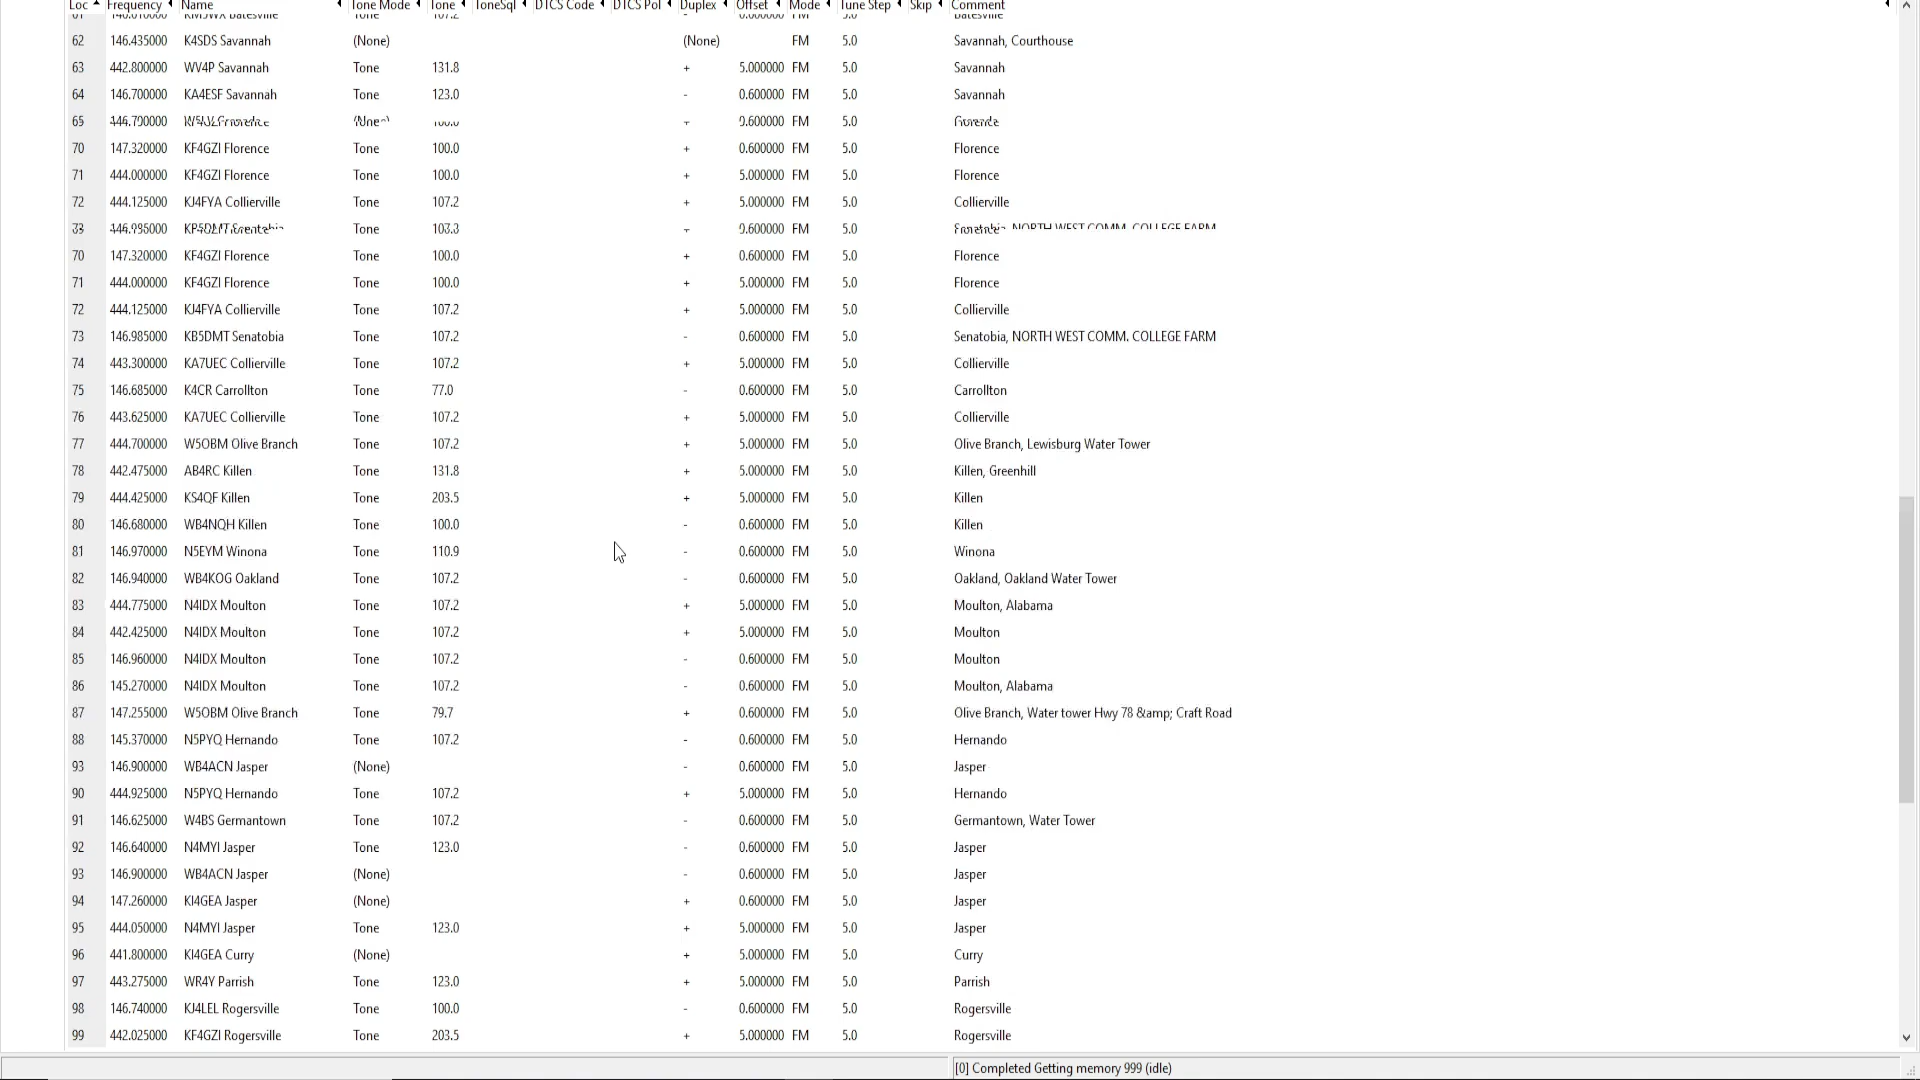 Loc Frequency Name Tone Mode Tone ToneSql DTCS Code DTCS Pol Duplex Offset Mode Tune Step Skip Comment
62 146.435000 K4SDS Savannah (None) (None) FM 5.0 Savannah, Courthouse
63 442.800000 WV4P Savannah Tone 131.8 + 5.000000 FM 5.0 Savannah
64 146.700000 KA4ESF Savannah Tone 123.0 - 0.600000 FM 5.0 Savannah
65 FM 5.0
70 147.320000 KF4GZI Florence Tone 100.0 + 0.600000 FM 5.0 Florence
71 444.000000 KF4GZI Florence Tone 100.0 + 5.000000 FM 5.0 Florence
72 444.125000 KJ4FYA Collierville Tone 107.2 + 5.000000 FM 5.0 Collierville
Tone FM 5.0 NORTH WEST COMM. COLLEGE FARM
70 147.320000 KF4GZI Florence Tone 100.0 + 0.600000 FM 5.0 Florence
71 444.000000 KF4GZI Florence Tone 100.0 + 5.000000 FM 5.0 Florence
72 444.125000 KJ4FYA Collierville Tone 107.2 + 5.000000 FM 5.0 Collierville
73 146.985000 KB5DMT Senatobia Tone 107.2 - 0.600000 FM 5.0 Senatobia, NORTH WEST COMM. COLLEGE FARM
74 443.300000 KA7UEC Collierville Tone 107.2 + 5.000000 FM 5.0 Collierville
75 146.685000 K4CR Carrollton Tone 77.0 - 0.600000 FM 5.0 Carrollton
76 443.625000 KA7UEC Collierville Tone 107.2 + 5.000000 FM 5.0 Collierville
77 444.700000 W5OBM Olive Branch Tone 107.2 + 5.000000 FM 5.0 Olive Branch, Lewisburg Water Tower
78 442.475000 AB4RC Killen Tone 131.8 + 5.000000 FM 5.0 Killen, Greenhill
79 444.425000 KS4QF Killen Tone 203.5 + 5.000000 FM 5.0 Killen
80 146.680000 WB4NQH Killen Tone 100.0 - 0.600000 FM 5.0 Killen
81 146.970000 N5EYM Winona Tone 110.9 - 0.600000 FM 5.0 Winona
82 146.940000 WB4KOG Oakland Tone 107.2 - 0.600000 FM 5.0 Oakland, Oakland Water Tower
83 444.775000 N4IDX Moulton Tone 107.2 + 5.000000 FM 5.0 Moulton, Alabama
84 442.425000 N4IDX Moulton Tone 107.2 + 5.000000 FM 5.0 Moulton
85 146.960000 N4IDX Moulton Tone 107.2 - 0.600000 FM 5.0 Moulton
86 145.270000 N4IDX Moulton Tone 107.2 - 0.600000 FM 5.0 Moulton, Alabama
87 147.255000 W5OBM Olive Branch Tone 79.7 + 0.600000 FM 5.0 Olive Branch, Water tower Hwy 78 &amp; Craft Road
88 145.370000 N5PYQ Hernando Tone 107.2 - 0.600000 FM 5.0 Hernando
93 146.900000 WB4ACN Jasper (None) - 0.600000 FM 5.0 Jasper
90 444.925000 N5PYQ Hernando Tone 107.2 + 5.000000 FM 5.0 Hernando
91 146.625000 W4BS Germantown Tone 107.2 - 0.600000 FM 5.0 Germantown, Water Tower
92 146.640000 N4MYI Jasper Tone 123.0 - 0.600000 FM 5.0 Jasper
93 146.900000 WB4ACN Jasper (None) - 0.600000 FM 5.0 Jasper
94 147.260000 KI4GEA Jasper (None) + 0.600000 FM 5.0 Jasper
95 444.050000 N4MYI Jasper Tone 123.0 + 5.000000 FM 5.0 Jasper
96 441.800000 KI4GEA Curry (None) + 5.000000 FM 5.0 Curry
97 443.275000 WR4Y Parrish Tone 123.0 + 5.000000 FM 5.0 Parrish
98 146.740000 KJ4LEL Rogersville Tone 100.0 - 0.600000 FM 5.0 Rogersville
99 442.025000 KF4GZI Rogersville Tone 203.5 + 5.000000 FM 5.0 Rogersville
[0] Completed Getting memory 999 (idle)